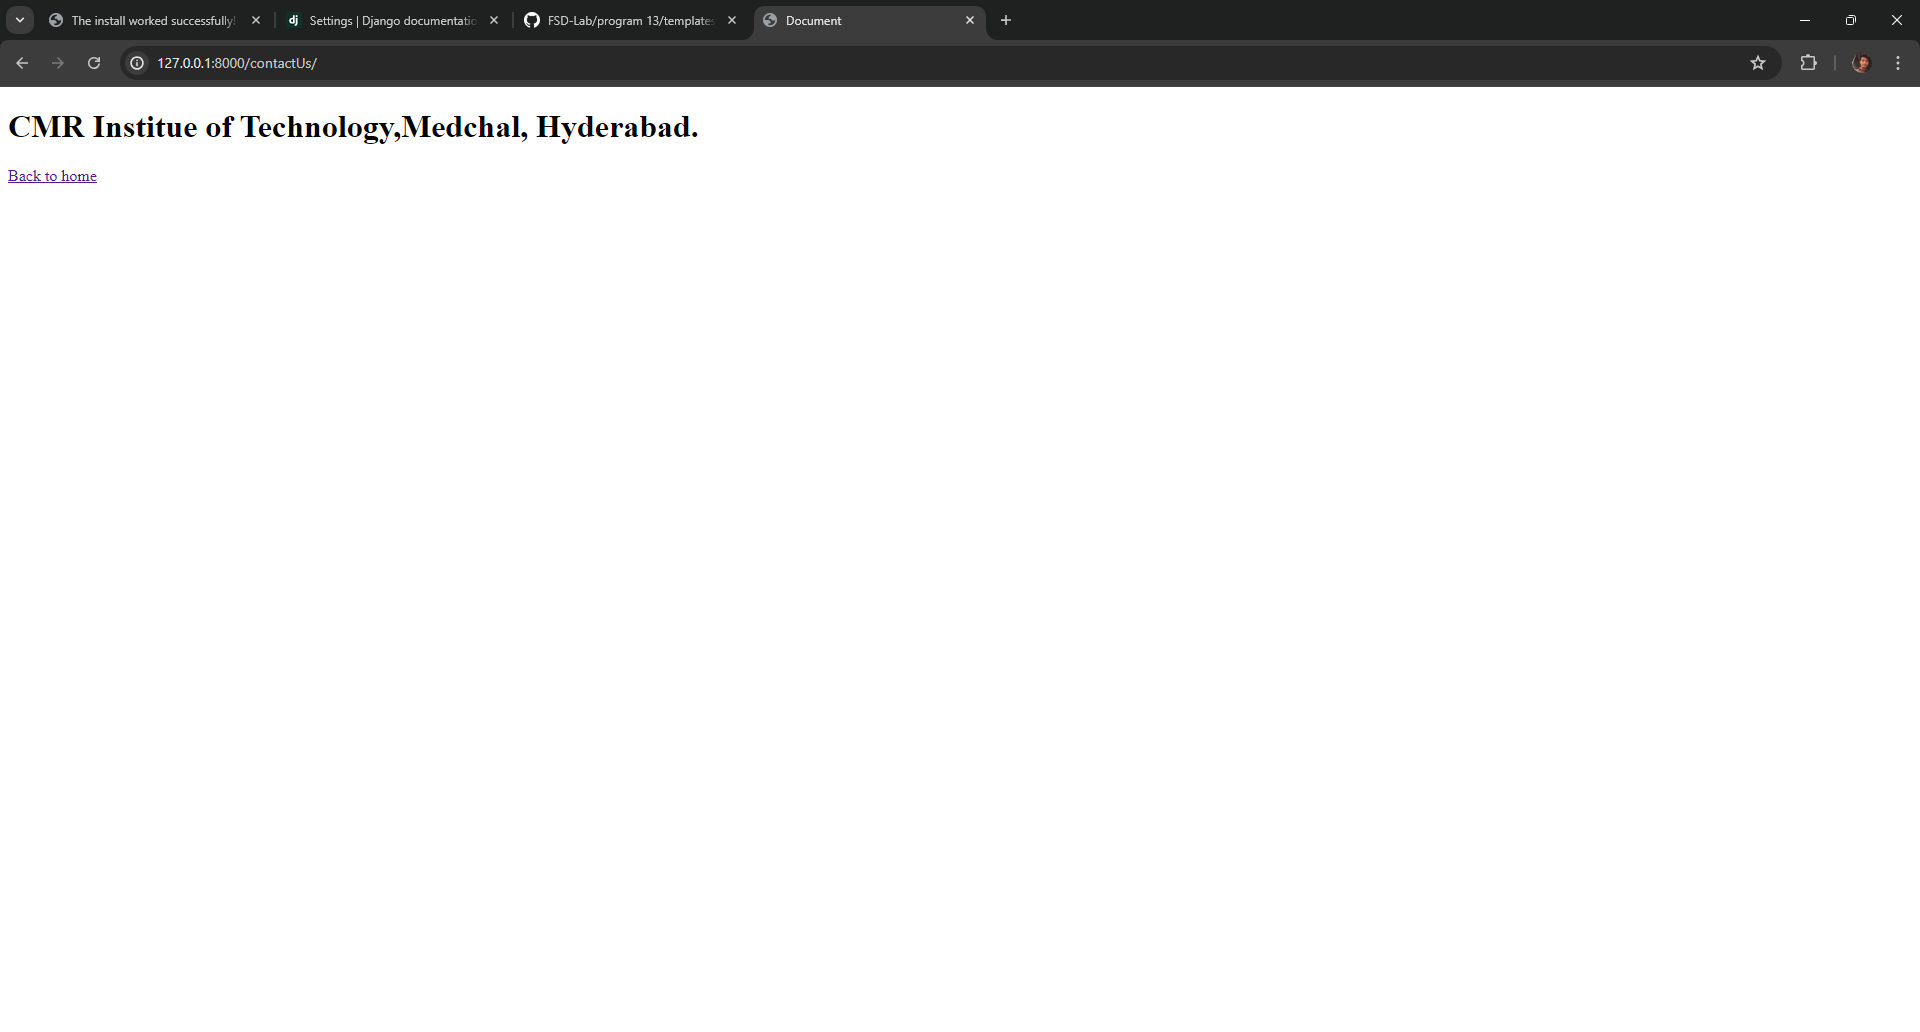 The install worked successfully!
dj
Settings | Django documentatio
FSD-Lab/program 13/templates
Document
127.0.0.1:8000/contactUs/
CMR Institue of Technology,Medchal, Hyderabad.
Back to home